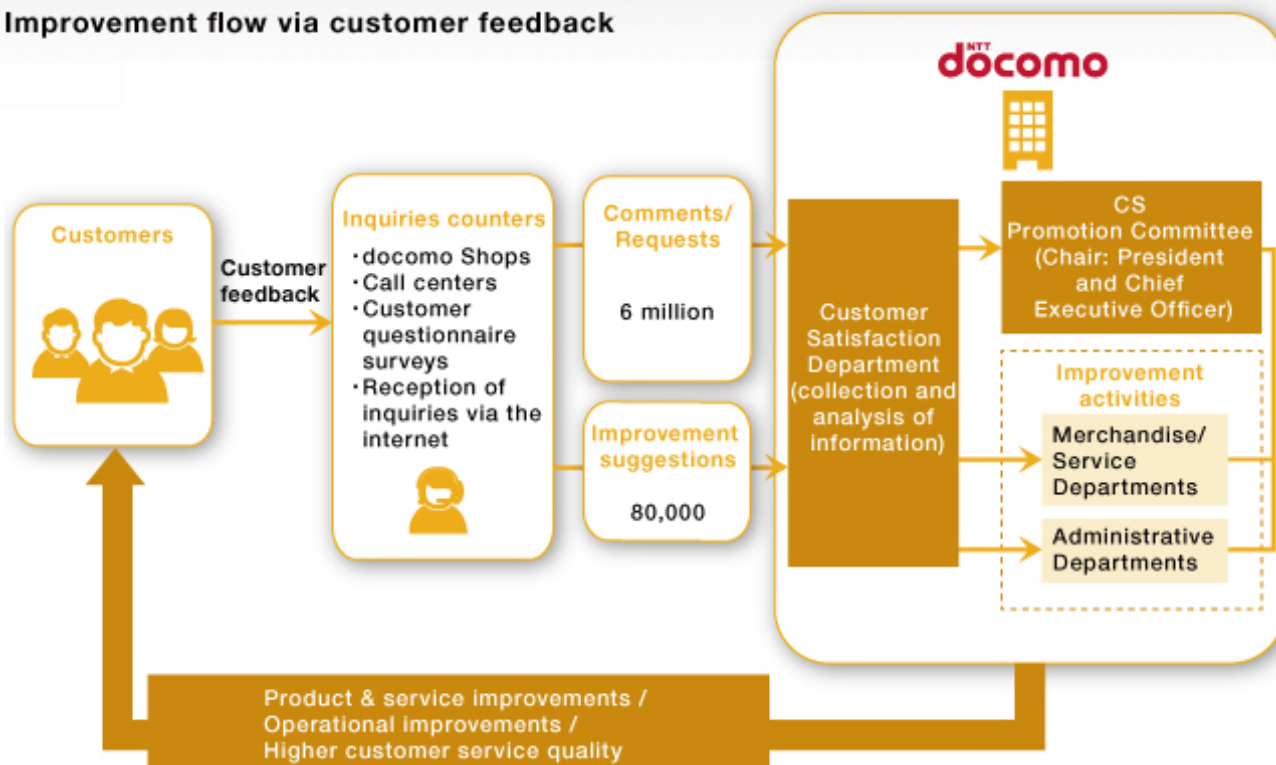 Improvement flow via customer feedback
NTT
döcomo
Customers
Customer
feedback
Inquiries counters
・docomo Shops
・Call centers
・Customer
questionnaire
surveys
・Reception of
inquiries via the
internet
Comments/
Requests
6 million
Improvement
suggestions
80,000
Customer
Satisfaction
Department
(collection and
analysis of
information)
CS
Promotion Committee
(Chair: President
and Chief
Executive Officer)
Improvement
activities
Merchandise/
Service
Departments
Administrative
Departments
Product & service improvements /
Operational improvements /
Higher customer service quality